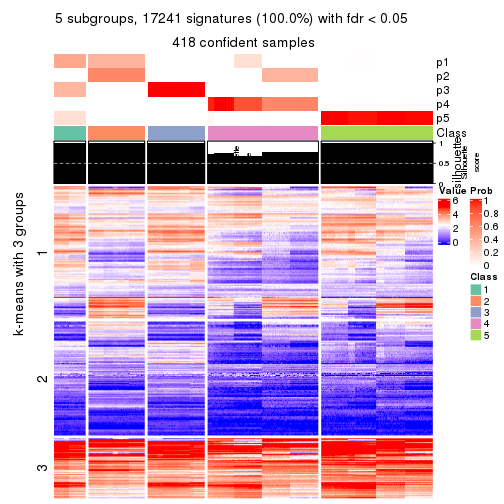 5 subgroups, 17241 signatures (100.0%) with fdr < 0.05
418 confident samples
p1
p2
p3
p4
p5
Class
1
0.5
0
silhouette
Silhouette
score
k-means with 3 groups
1
2
3
Value
6
4
2
0
Prob
1
0.8
0.6
0.4
0.2
0
Class
1
2
3
4
5